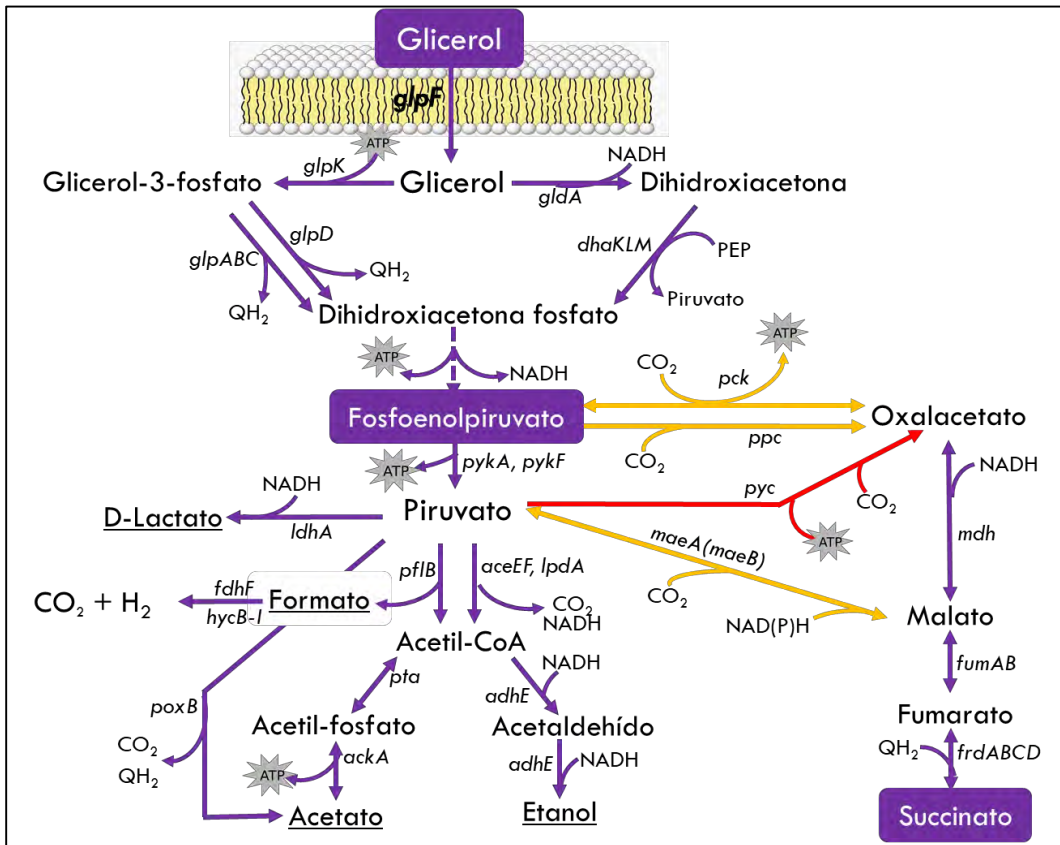 Glicerol
glpF
ATP
NADH
glpK
Glicerol-3-fosfato
Glicerol
Dihidroxiacetona
gldA
glpD
dhaKLM
glpABC
PEP
QH2
QH2
Piruvato
Dihidroxiacetona fosfato
ATP
ATP
CO2
NADH
pck
Fosfoenolpiruvato
Oxalacetato
ppc
CO2
ATP
pykA, pykF
NADH
NADH
pyc
CO2
D-Lactato
Piruvato
ldhA
ATP
mdh
maeA(maeB)
pflB
aceEF, lpdA
fdhF
CO2 + H2
Formato
CO2
CO2
hycB-I
NADH
NAD(P)H
Malato
Acetil-CoA
NADH
fumAB
pta
adhE
poxB
Acetil-fosfato
Acetaldehído
Fumarato
CO2
QH2
frdABCD
ATP
ackA
adhE
NADH
QH2
Acetato
Etanol
Succinato